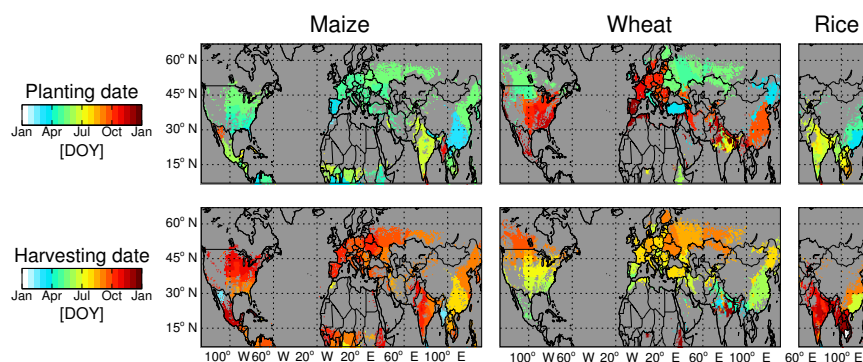 Maize Wheat Rice
60° N
Planting date
45° N
Jan Apr Jul Oct Jan
30° N
[DOY]
15° N
60° N
Harvesting date
45° N
Jan Apr Jul Oct Jan
30° N
[DOY]
15° N
100° W 60° W 20° W 20° E 60° E 100° E 100° W 60° W 20° W 20° E 60° E 100° E 60° E 100° E